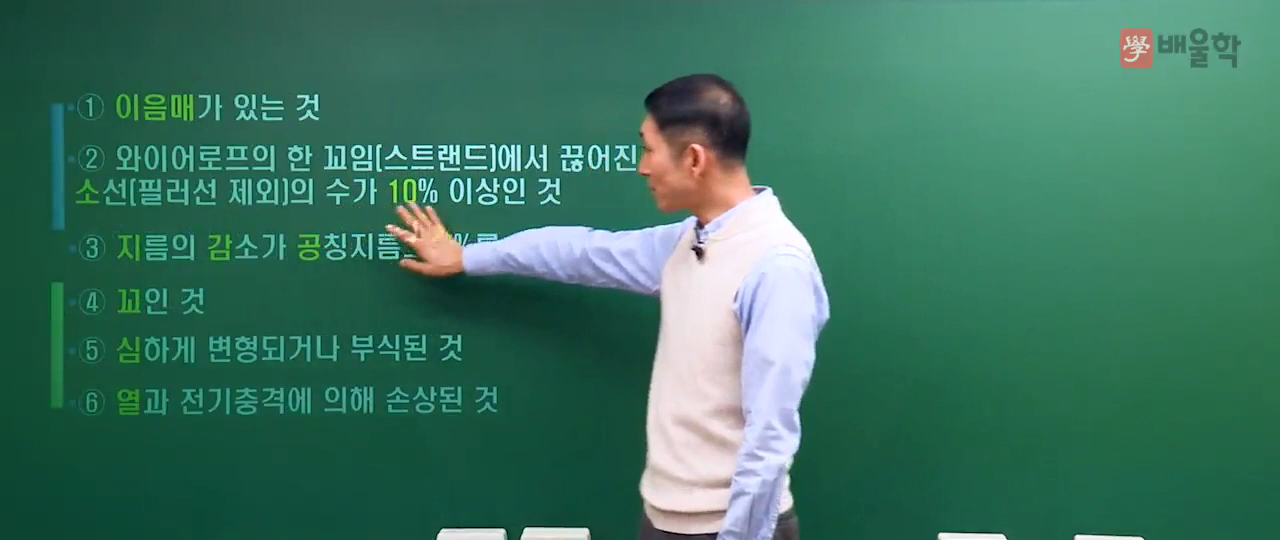 學 배울학
① 이음매가 있는 것
② 와이어로프의 한 꼬임(스트랜드)에서 끊어진
소선(필러선 제외)의 수가 10% 이상인 것
③ 지름의 감소가 공칭지름의 %를
④ 꼬인 것
⑤ 심하게 변형되거나 부식된 것
⑥ 열과 전기충격에 의해 손상된 것